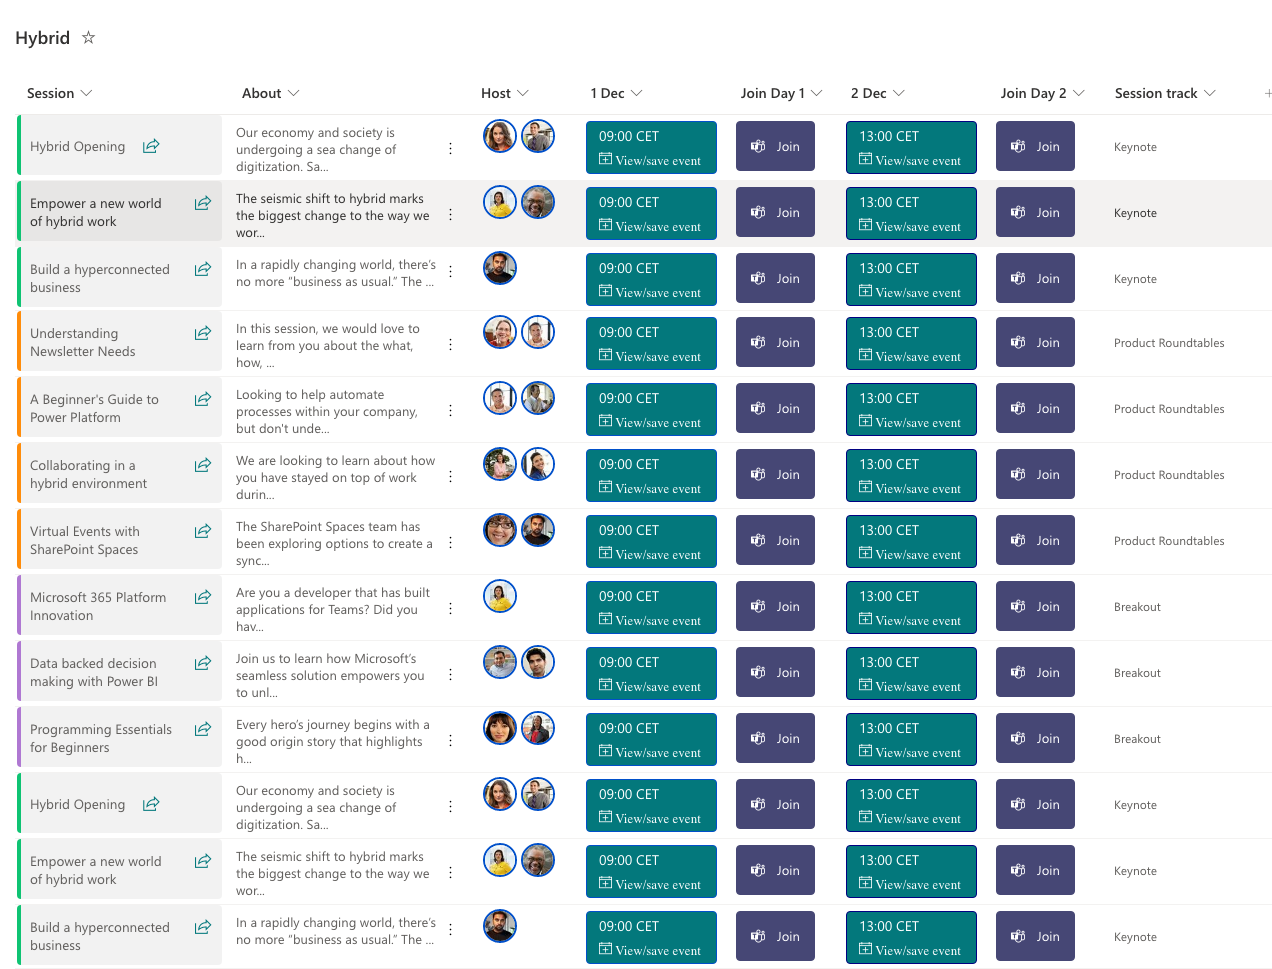 Hybrid
Session About Host 1 Dec Join Day 1 2 Dec Join Day 2 Session track
Hybrid Opening
Our economy and society is
undergoing a sea change of
digitization. Sa...
09:00 CET
View/save event
Join
13:00 CET
View/save event
Join
Keynote
Empower a new world
of hybrid work
The seismic shift to hybrid marks
the biggest change to the way we
wor...
09:00 CET
View/save event
Join
13:00 CET
View/save event
Join
Keynote
Build a hyperconnected
business
In a rapidly changing world, there’s
no more “business as usual.” The ...
09:00 CET
View/save event
Join
13:00 CET
View/save event
Join
Keynote
Understanding
Newsletter Needs
In this session, we would love to
learn from you about the what,
how, ...
09:00 CET
View/save event
Join
13:00 CET
View/save event
Join
Product Roundtables
A Beginner's Guide to
Power Platform
Looking to help automate
processes within your company,
but don't unde...
09:00 CET
View/save event
Join
13:00 CET
View/save event
Join
Product Roundtables
Collaborating in a
hybrid environment
We are looking to learn about how
you have stayed on top of work
durin...
09:00 CET
View/save event
Join
13:00 CET
View/save event
Join
Product Roundtables
Virtual Events with
SharePoint Spaces
The SharePoint Spaces team has
been exploring options to create a
sync...
09:00 CET
View/save event
Join
13:00 CET
View/save event
Join
Product Roundtables
Microsoft 365 Platform
Innovation
Are you a developer that has built
applications for Teams? Did you
hav...
09:00 CET
View/save event
Join
13:00 CET
View/save event
Join
Breakout
Data backed decision
making with Power BI
Join us to learn how Microsoft’s
seamless solution empowers you
to unl...
09:00 CET
View/save event
Join
13:00 CET
View/save event
Join
Breakout
Programming Essentials
for Beginners
Every hero’s journey begins with a
good origin story that highlights
h...
09:00 CET
View/save event
Join
13:00 CET
View/save event
Join
Breakout
Hybrid Opening
Our economy and society is
undergoing a sea change of
digitization. Sa...
09:00 CET
View/save event
Join
13:00 CET
View/save event
Join
Keynote
Empower a new world
of hybrid work
The seismic shift to hybrid marks
the biggest change to the way we
wor...
09:00 CET
View/save event
Join
13:00 CET
View/save event
Join
Keynote
Build a hyperconnected
business
In a rapidly changing world, there’s
no more “business as usual.” The ...
09:00 CET
View/save event
Join
13:00 CET
View/save event
Join
Keynote